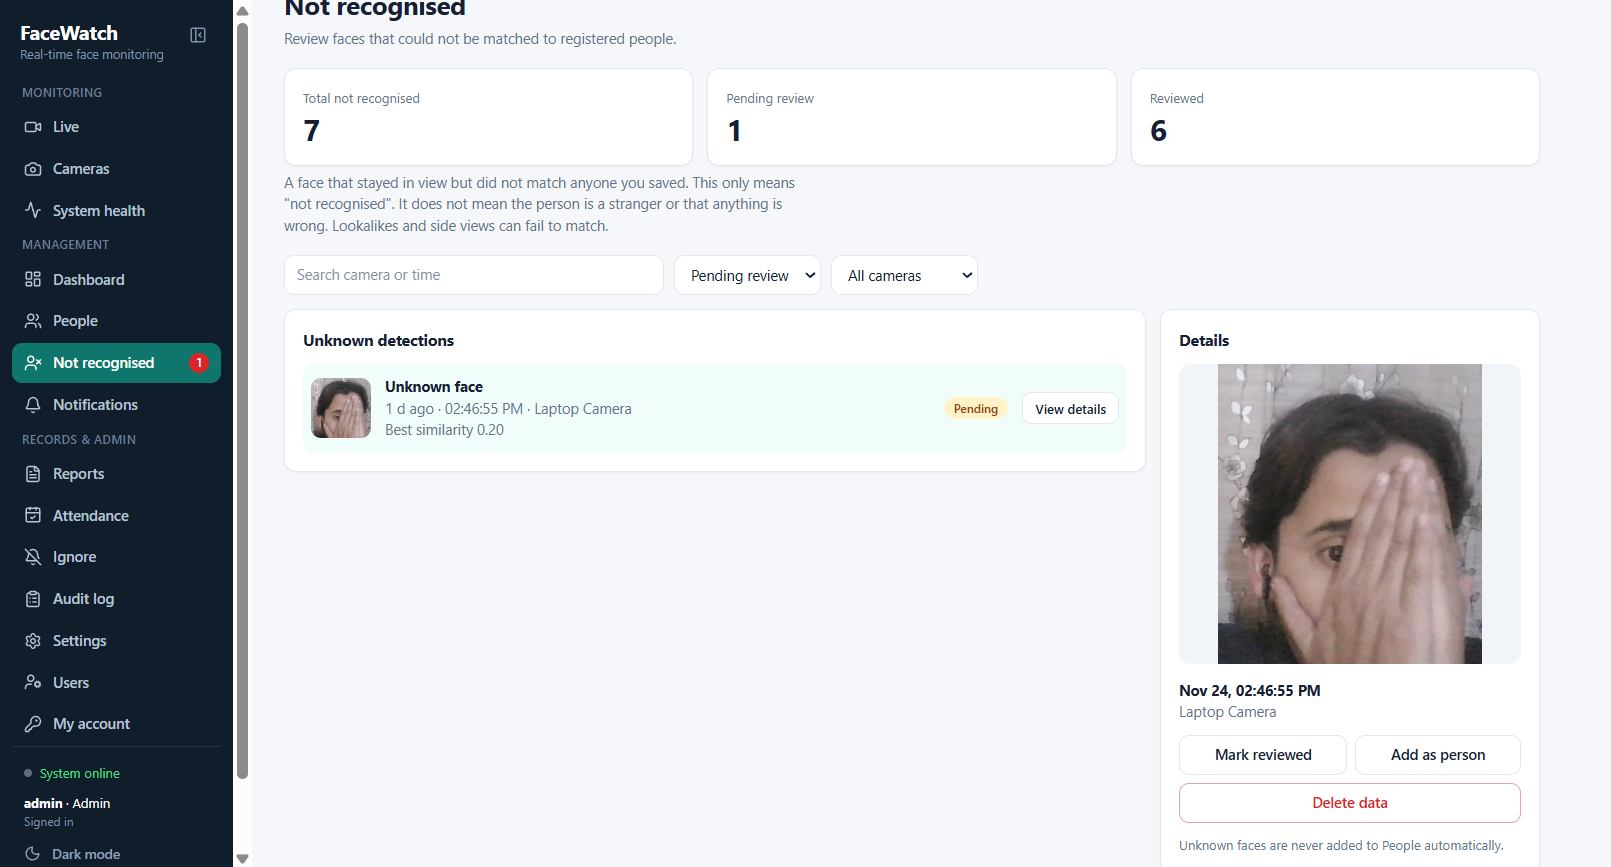 FaceWatch
Real-time face monitoring
MONITORING
Live
Cameras
System health
MANAGEMENT
Dashboard
People
Not recognised 1
Notifications
RECORDS & ADMIN
Reports
Attendance
Ignore
Audit log
Settings
Users
My account
System online
admin · Admin
Signed in
Dark mode
Not recognised
Review faces that could not be matched to registered people.
Total not recognised
7
Pending review
1
Reviewed
6
A face that stayed in view but did not match anyone you saved. This only means
"not recognised". It does not mean the person is a stranger or that anything is
wrong. Lookalikes and side views can fail to match.
Search camera or time
Pending review
All cameras
Unknown detections
Unknown face
1 d ago · 02:46:55 PM · Laptop Camera
Best similarity 0.20
Pending
View details
Details
Nov 24, 02:46:55 PM
Laptop Camera
Mark reviewed
Add as person
Delete data
Unknown faces are never added to People automatically.